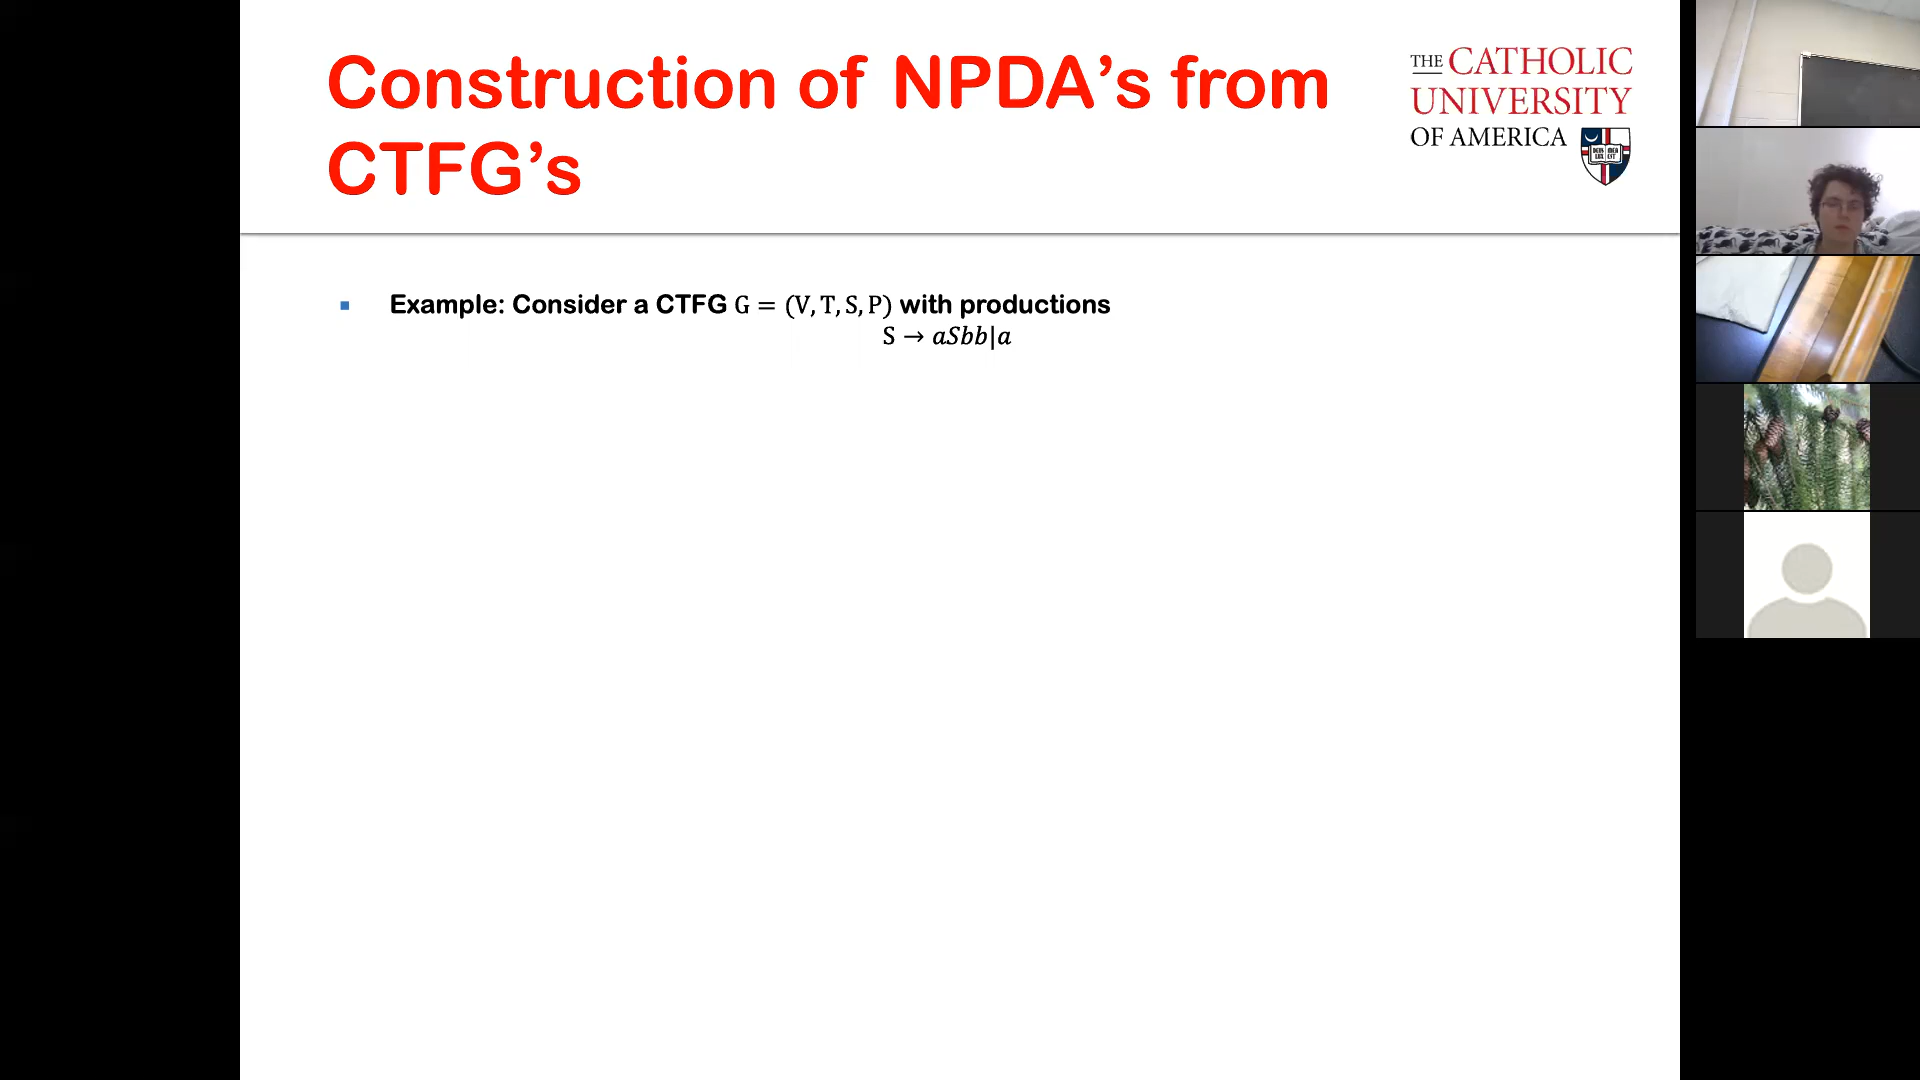 Construction of NPDA’s from
CTFG’s
THE CATHOLIC
UNIVERSITY
OF AMERICA
▪ Example: Consider a CTFG G = (V, T, S, P) with productions
S → aSbb|a